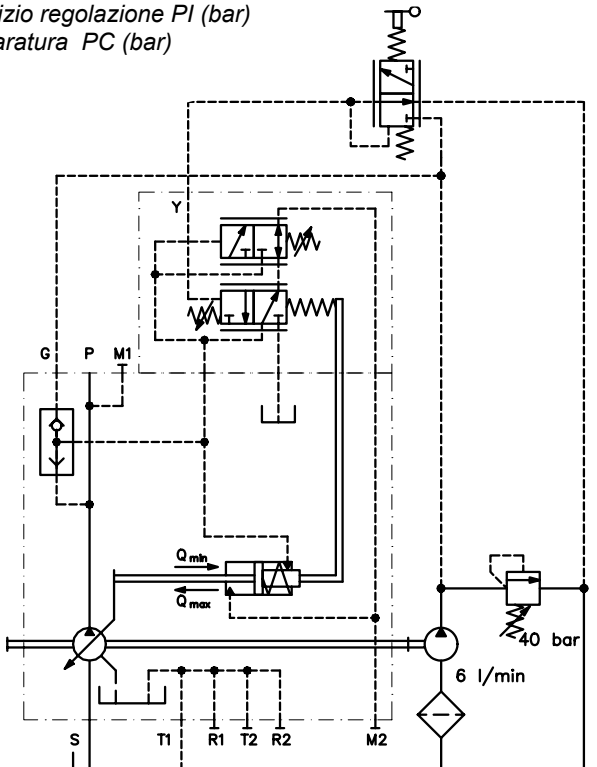 izio regolazione PI (bar)
aratura PC (bar)
Y
G P M1
Qmin
Qmax
40 bar
6 l/min
S T1 R1 T2 R2 M2